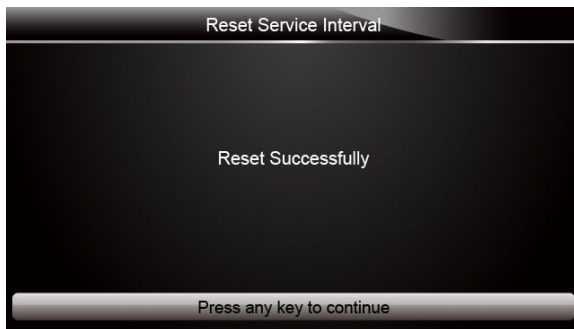 Reset Service Interval
Reset Successfully
Press any key to continue